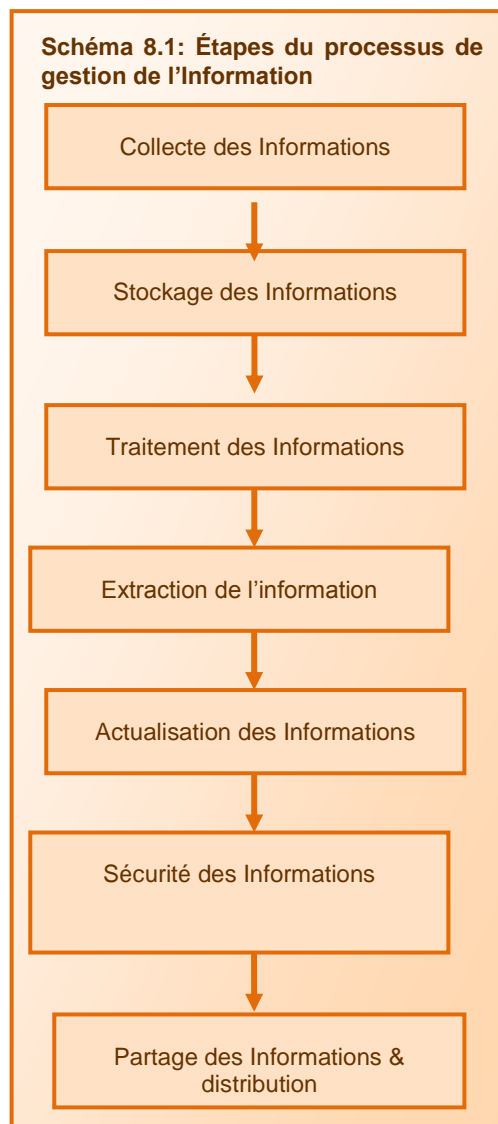 Schéma 8.1: Étapes du processus de
gestion de l’Information
Collecte des Informations
Stockage des Informations
Traitement des Informations
Extraction de l’information
Actualisation des Informations
Sécurité des Informations
Partage des Informations &
distribution